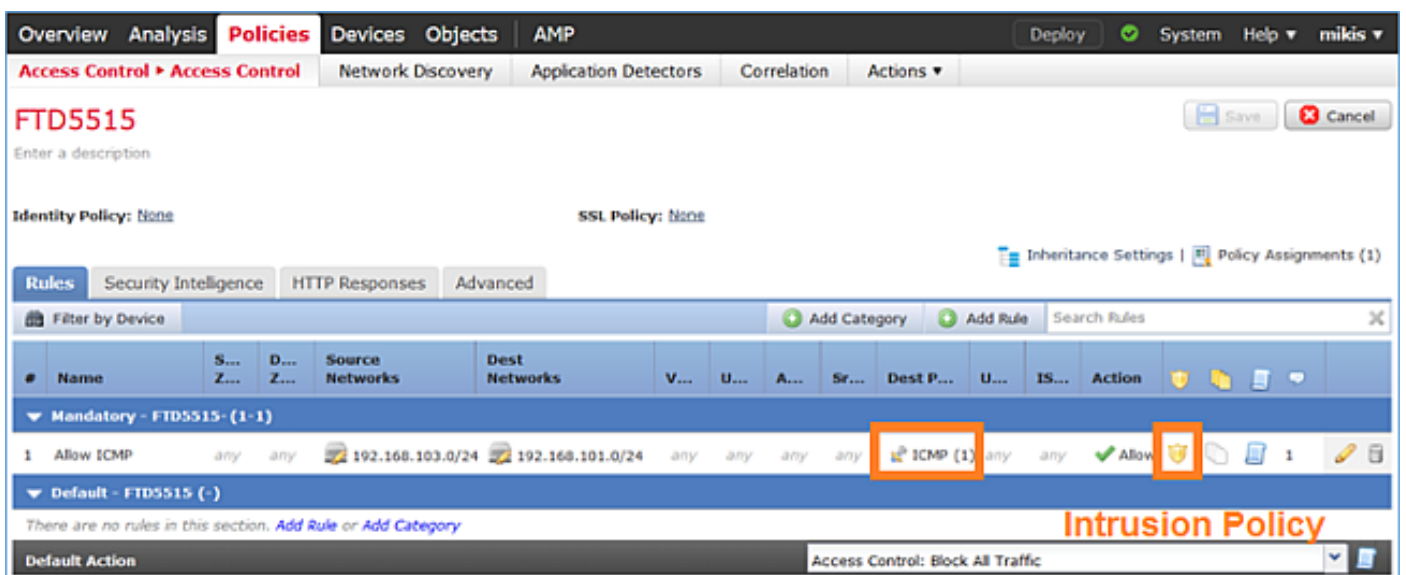 Overview Analysis Policies Devices Objects AMP Deploy System Help ▼ mikis ▼
Access Control ▸ Access Control Network Discovery Application Detectors Correlation Actions ▼
FTD5515
Save Cancel
Enter a description
Identity Policy: None SSL Policy: None
Inheritance Settings | Policy Assignments (1)
Rules Security Intelligence HTTP Responses Advanced
Filter by Device Add Category Add Rule Search Rules
# Name S... Z... D... Z... Source Networks Dest Networks V... U... A... Sr... Dest P... U... IS... Action
Mandatory - FTD5515- (1-1)
1 Allow ICMP any any 192.168.103.0/24 192.168.101.0/24 any any any any ICMP (1) any any Allow 1
Default - FTD5515 (-)
There are no rules in this section. Add Rule or Add Category
Intrusion Policy
Default Action Access Control: Block All Traffic